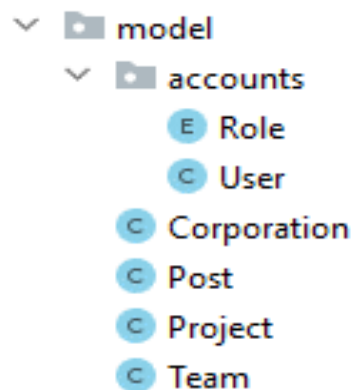 model
accounts
E Role
C User
C Corporation
C Post
C Project
C Team